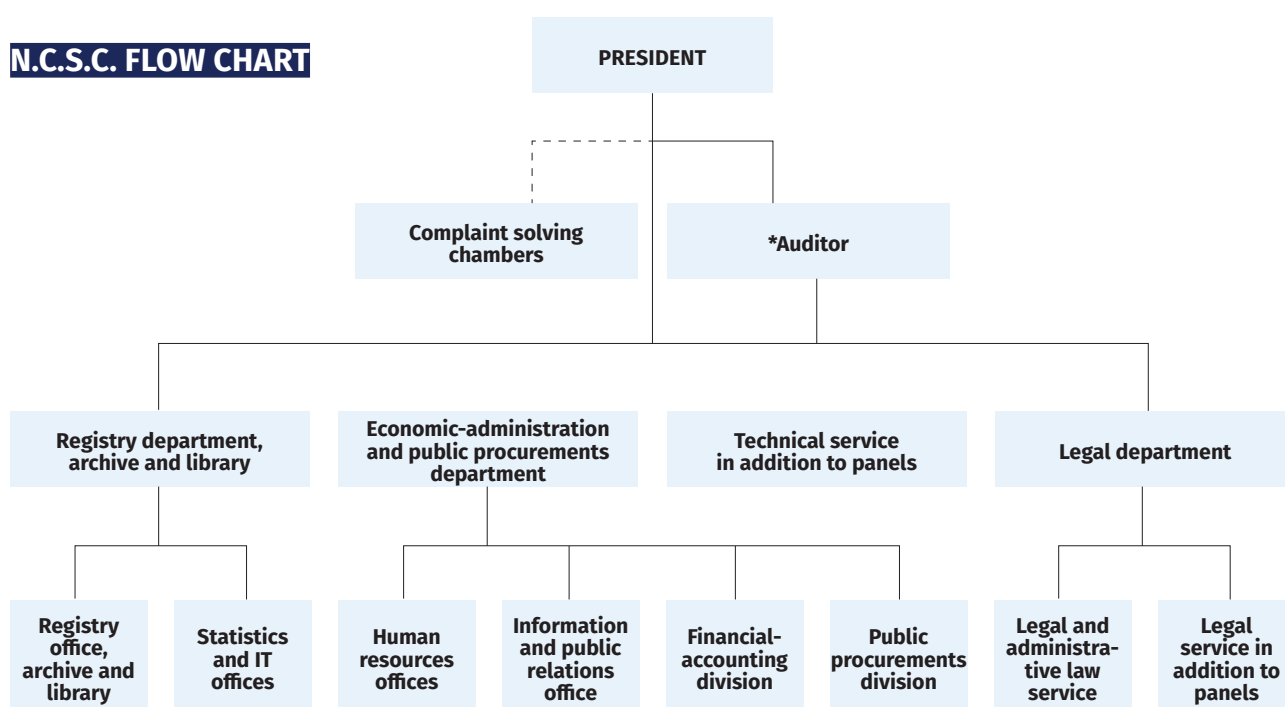 N.C.S.C. FLOW CHART
PRESIDENT
Complaint solving
chambers
*Auditor
Registry department,
archive and library
Economic-administration
and public procurements
department
Technical service
in addition to panels
Legal department
Registry
office,
archive and
library
Statistics
and IT
offices
Human
resources
offices
Information
and public
relations
office
Financial-
accounting
division
Public
procurements
division
Legal and
administra-
tive law
service
Legal
service in
addition to
panels